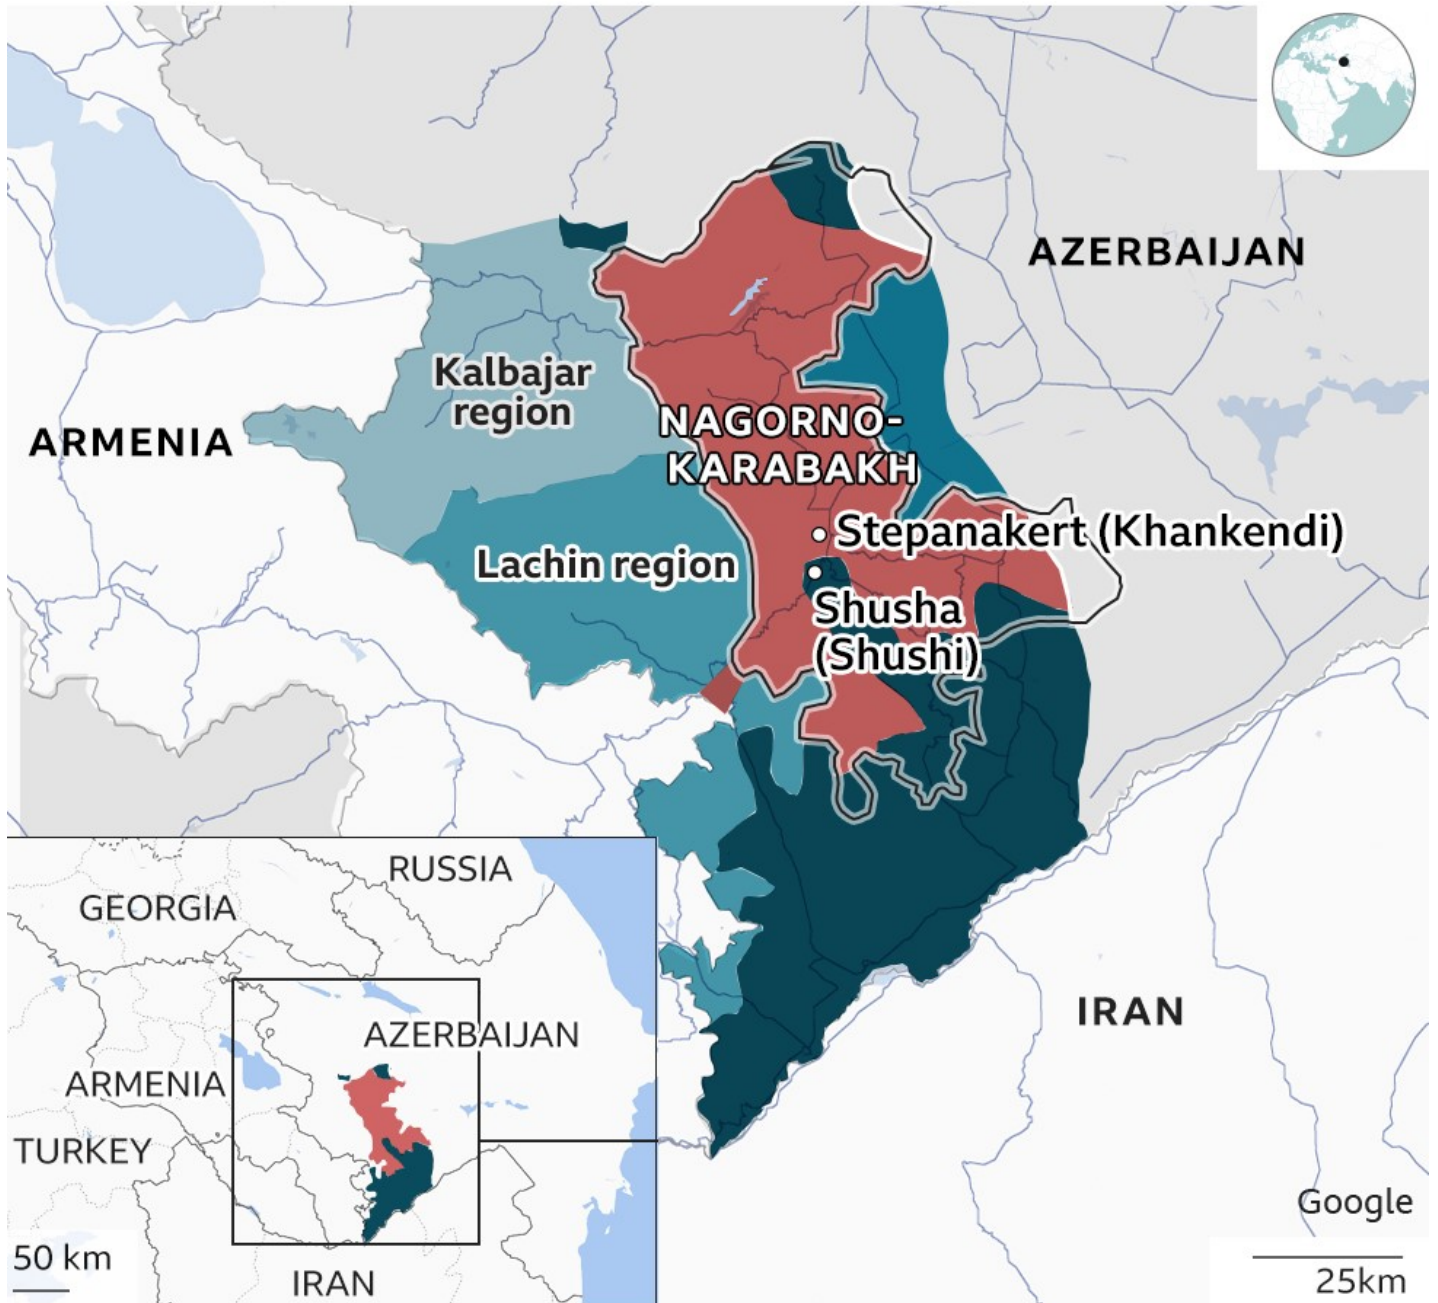 AZERBAIJAN
Kalbajar
region
ARMENIA
NAGORNO-
KARABAKH
Stepanakert (Khankendi)
Lachin region
Shusha
(Shushi)
RUSSIA
GEORGIA
AZERBAIJAN
ARMENIA
TURKEY
IRAN
50 km
IRAN
Google
25km